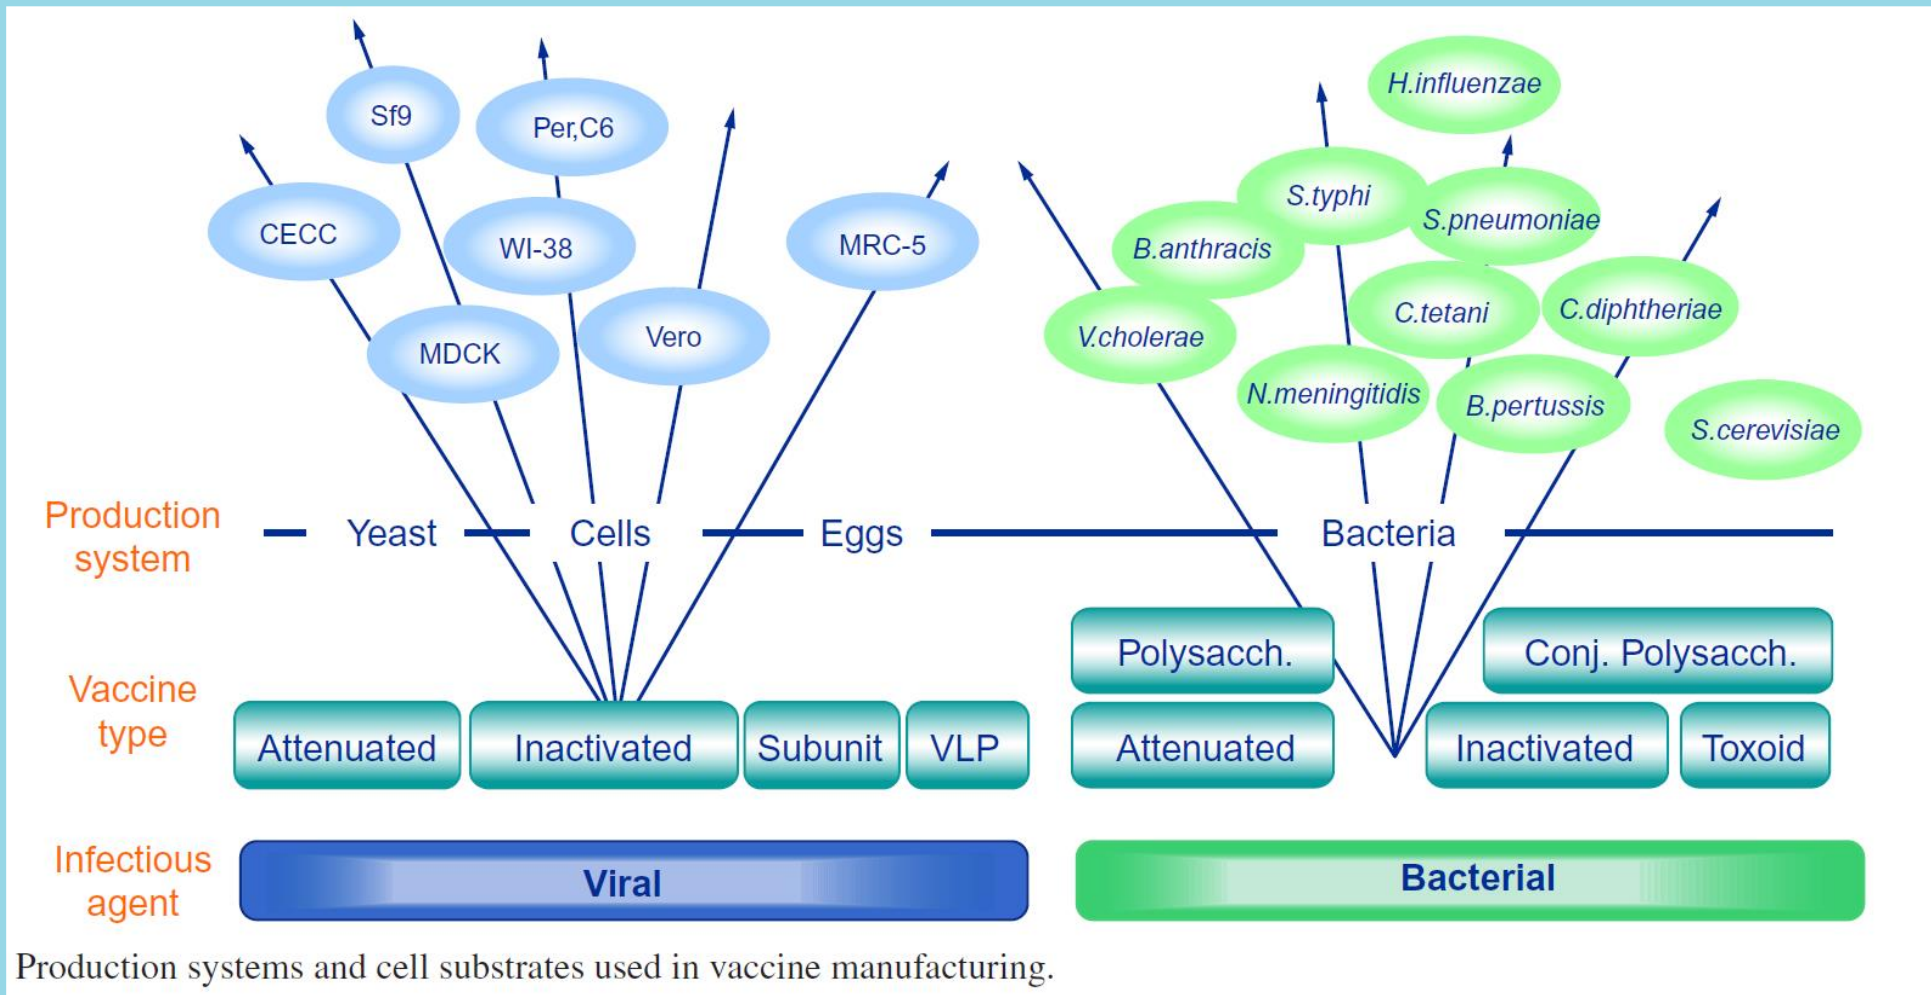 H.influenzae
Sf9
Per,C6
S.typhi
S.pneumoniae
CECC
WI-38
MRC-5
B.anthracis
C.tetani
C.diphtheriae
V.cholerae
MDCK
Vero
N.meningitidis
B.pertussis
S.cerevisiae
Production
system
Yeast
Cells
Eggs
Bacteria
Polysacch.
Conj. Polysacch.
Vaccine
type
Attenuated
Inactivated
Subunit
VLP
Attenuated
Inactivated
Toxoid
Infectious
agent
Viral
Bacterial
Production systems and cell substrates used in vaccine manufacturing.